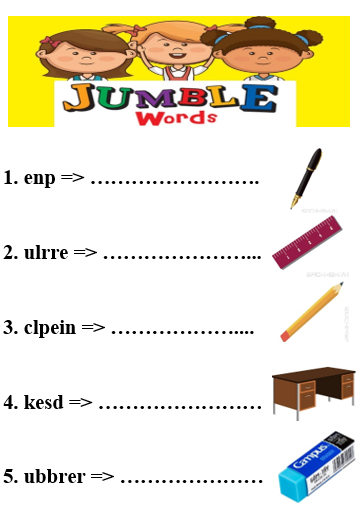 JUMBLE
Words
1. enp => ……………………….
2. ulrre => …………………...
3. clpein => ………………....
4. kesd => ………………………
Campus
5. ubbrer => …………………